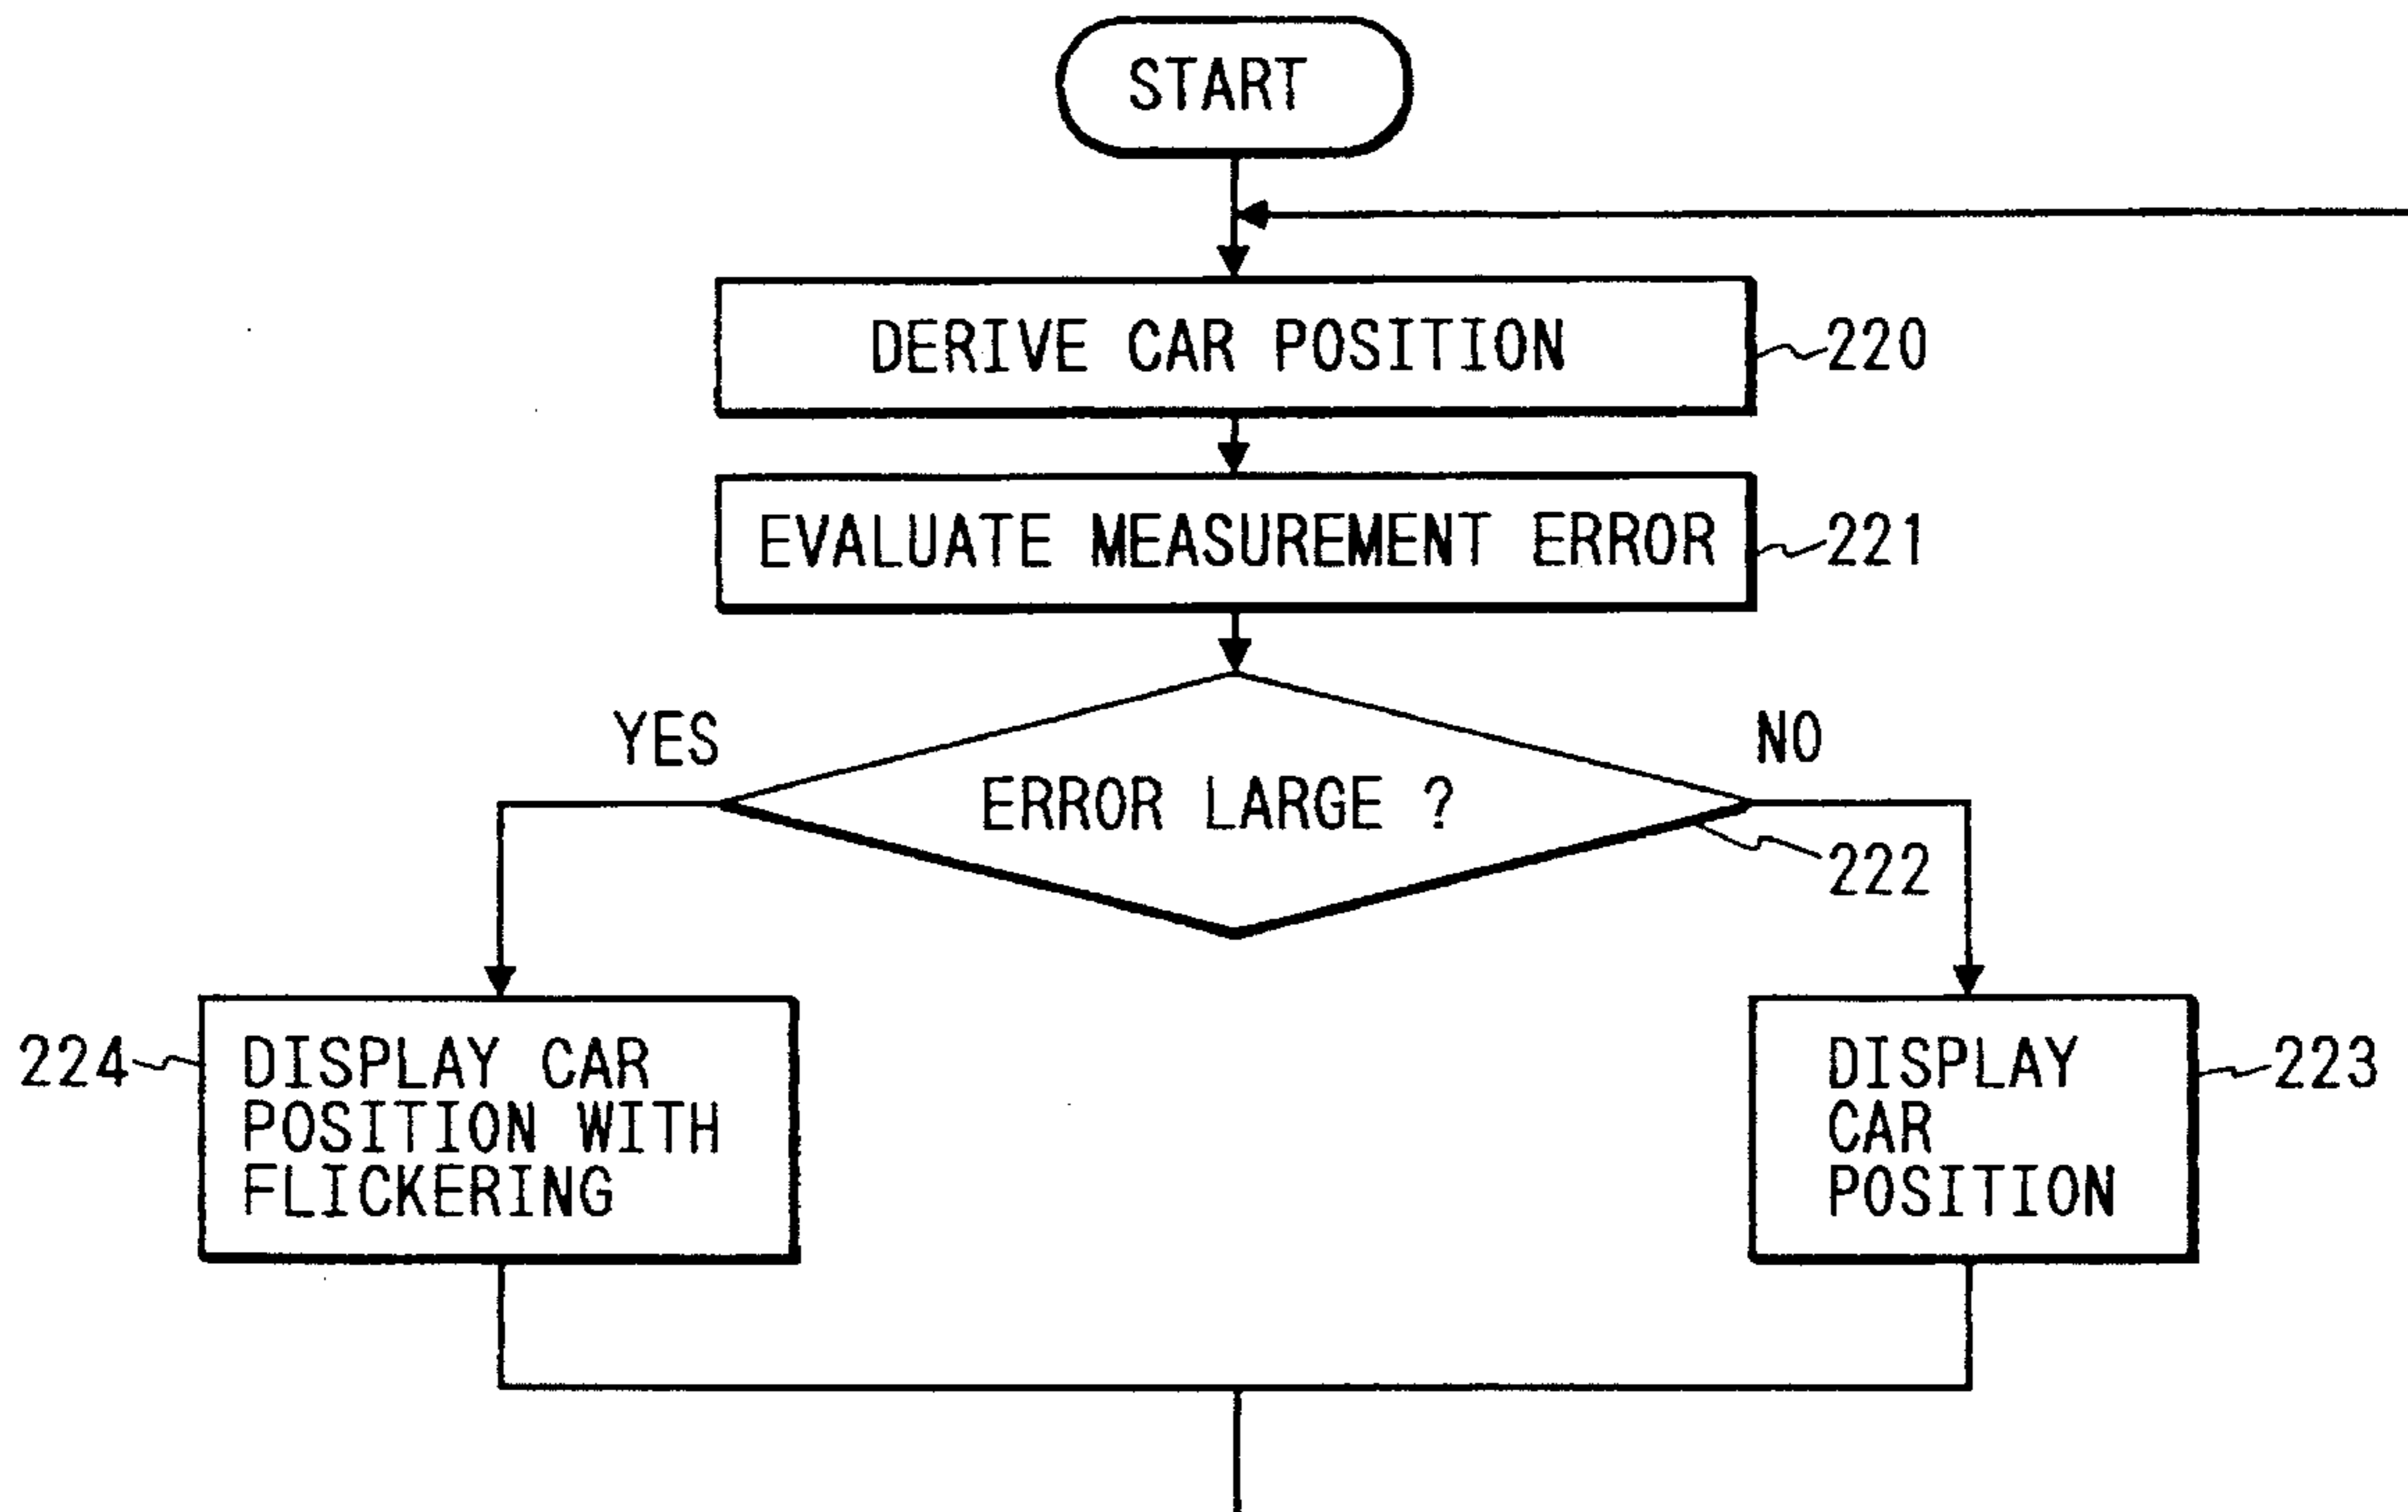 START
DERIVE CAR POSITION
220
EVALUATE MEASUREMENT ERROR
221
YES
NO
ERROR LARGE ?
222
224
DISPLAY CAR
POSITION WITH
FLICKERING
DISPLAY
CAR
POSITION
223